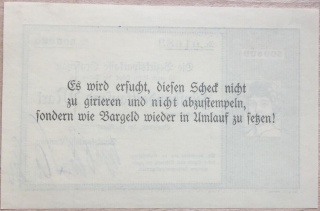 Es wird ersucht, diesen Scheck nicht
zu girieren und nicht abzustempeln,
sondern wie Bargeld wieder in Umlauf zu setzen!